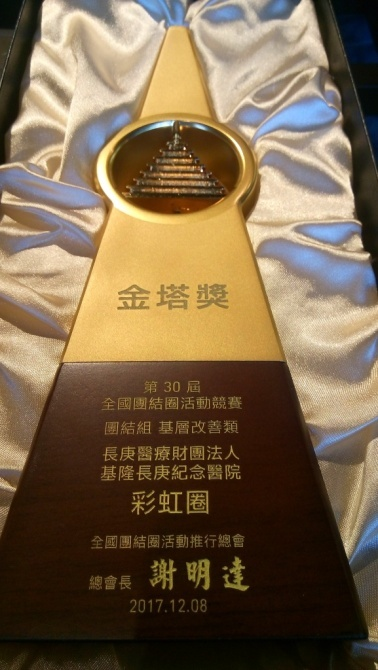 金塔獎
第30屆
全國團結圈活動競賽
團結組 基層改善類
長庚醫療財團法人
基隆長庚紀念醫院
彩虹圈
全國團結圈活動推行總會
總會長 謝明達
2017.12.08